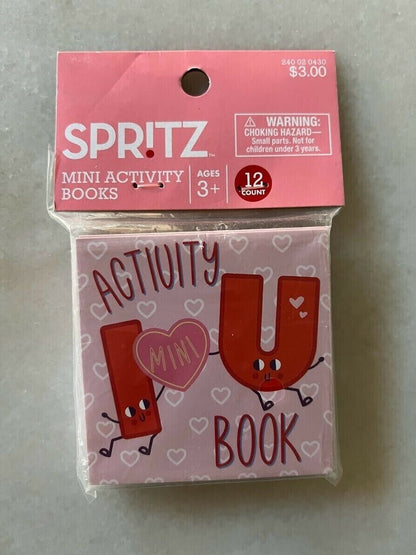 240 02 0430
$3.00
SPR!TZ™
MINI ACTIVITY
BOOKS
AGES
3+
12
COUNT
⚠ WARNING:
CHOKING HAZARD—
Small parts. Not for
children under 3 years.
ACTIVITY
I MINI U
BOOK